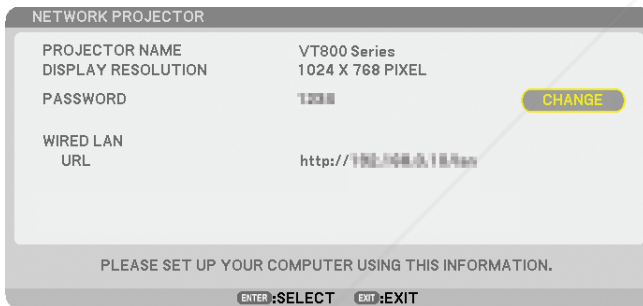 NETWORK PROJECTOR
PROJECTOR NAME VT800 Series
DISPLAY RESOLUTION 1024 X 768 PIXEL
PASSWORD CHANGE
WIRED LAN
URL http://
PLEASE SET UP YOUR COMPUTER USING THIS INFORMATION.
ENTER :SELECT EXIT :EXIT